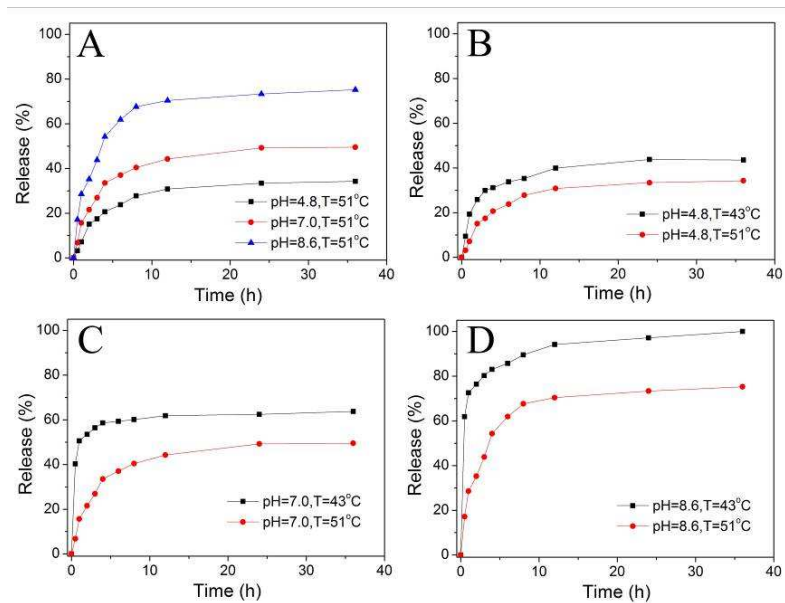 A
100
80
60
40
20
0
Release (%)
pH=4.8,T=51°C
pH=7.0,T=51°C
pH=8.6,T=51°C
0 10 20 30 40
Time (h)
B
100
80
60
40
20
0
Release (%)
pH=4.8,T=43°C
pH=4.8,T=51°C
0 10 20 30 40
Time (h)
C
100
80
60
40
20
0
Release (%)
pH=7.0,T=43°C
pH=7.0,T=51°C
0 10 20 30 40
Time (h)
D
100
80
60
40
20
0
Release (%)
pH=8.6,T=43°C
pH=8.6,T=51°C
0 10 20 30 40
Time (h)